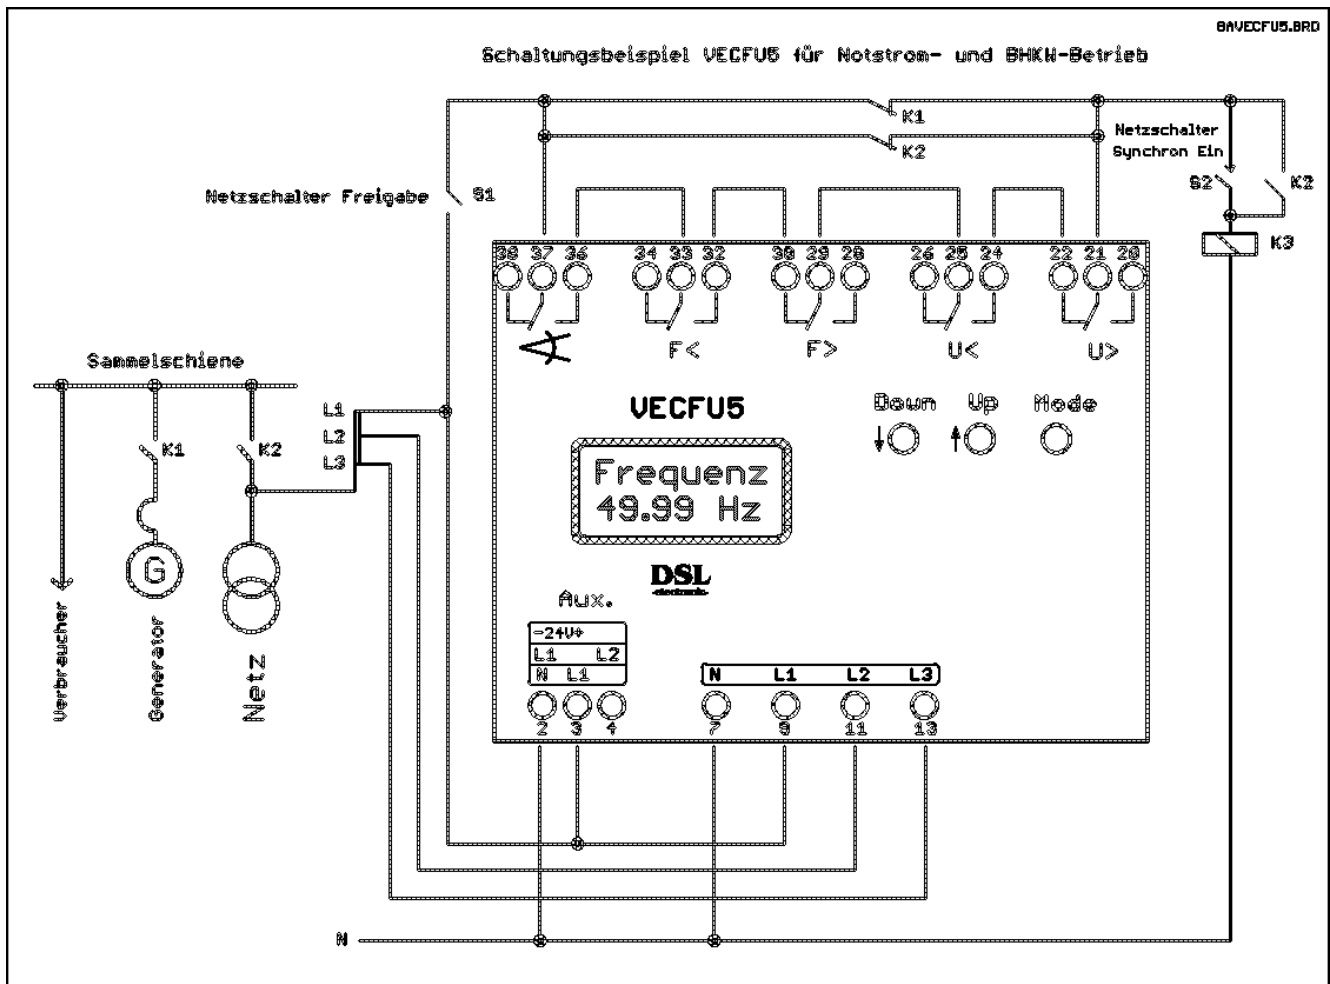 8AVECFU5.BRD
Schaltungsbeispiel VECFU5 für Notstrom- und BHKW-Betrieb
K1
Netzschalter
Synchron Ein
K2
Netzschalter Freigabe
S1
S2
K2
K3
38 37 36 34 33 32 30 29 28 26 25 24 22 21 20
F< F> U< U>
Sammelschiene
VECFU5
Down Up Mode
L1
L2
L3
K1 K2
Frequenz
49.99 Hz
G
DSL
electronic
Aux.
-24V+
L1 L2
N L1
N L1 L2 L3
2 3 4 7 9 11 13
Verbraucher
Generator
Netz
N